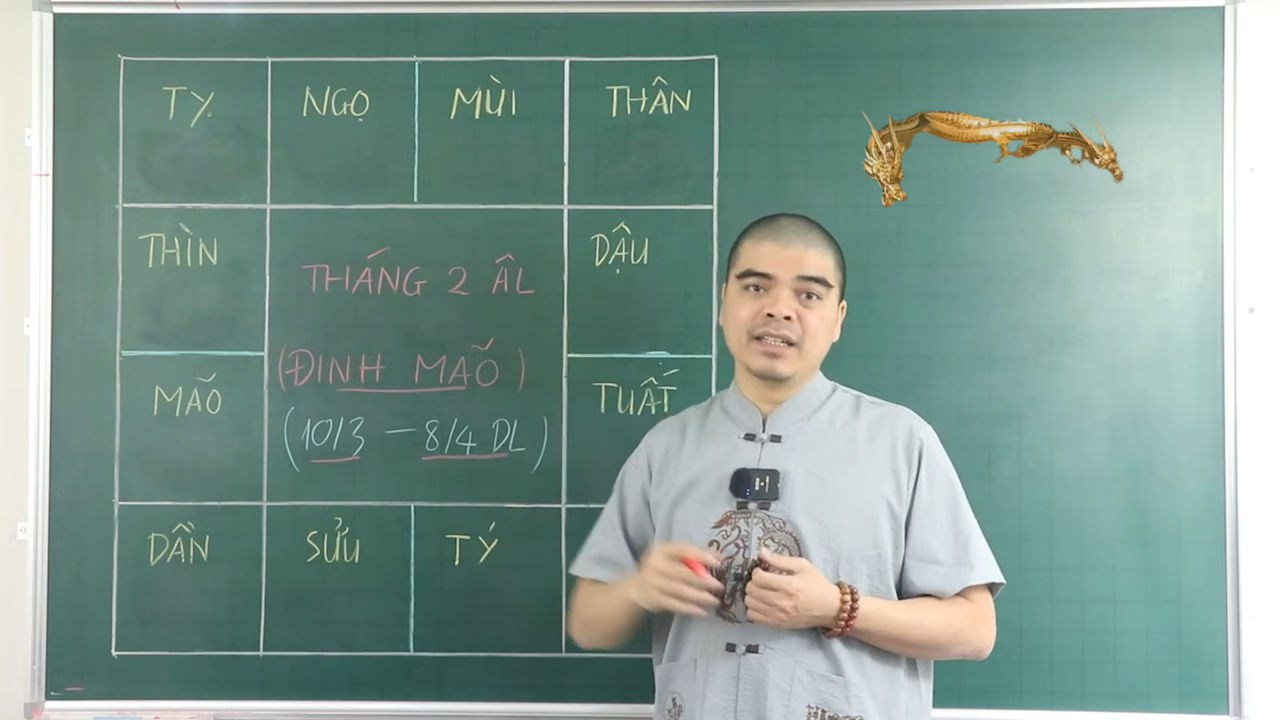 TỴ
NGỌ
MÙI
THÂN
THÌN
DẬU
THÁNG 2 ÂL
(ĐINH MAÕ)
MÃO
TUẤT
(10/3 — 8/4 DL)
DẦN
SỬU
TÝ